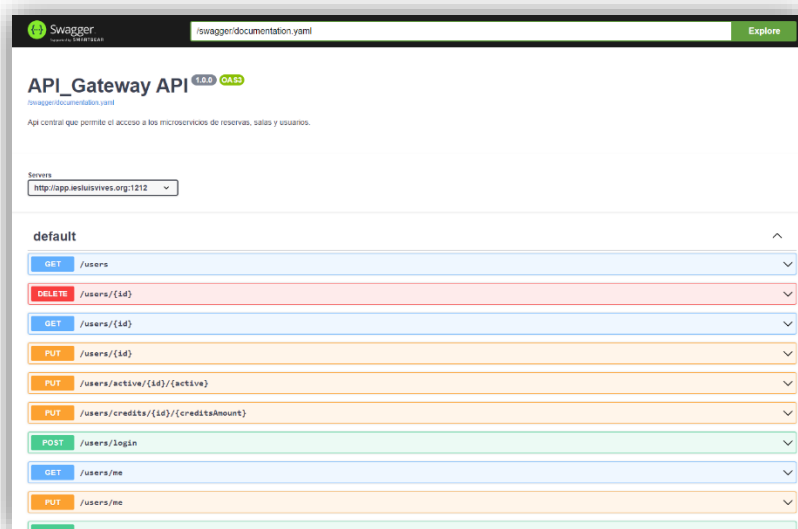 Swagger
Supported by SMARTBEAR
/swagger/documentation.yaml
Explore
API_Gateway API 1.0.0 OAS3
/swagger/documentation.yaml
Api central que permite el acceso a los microservicios de reservas, salas y usuarios.
Servers
http://app.iesluisvives.org:1212
default
GET /users
DELETE /users/{id}
GET /users/{id}
PUT /users/{id}
PUT /users/active/{id}/{active}
PUT /users/credits/{id}/{creditsAmount}
POST /users/login
GET /users/me
PUT /users/me